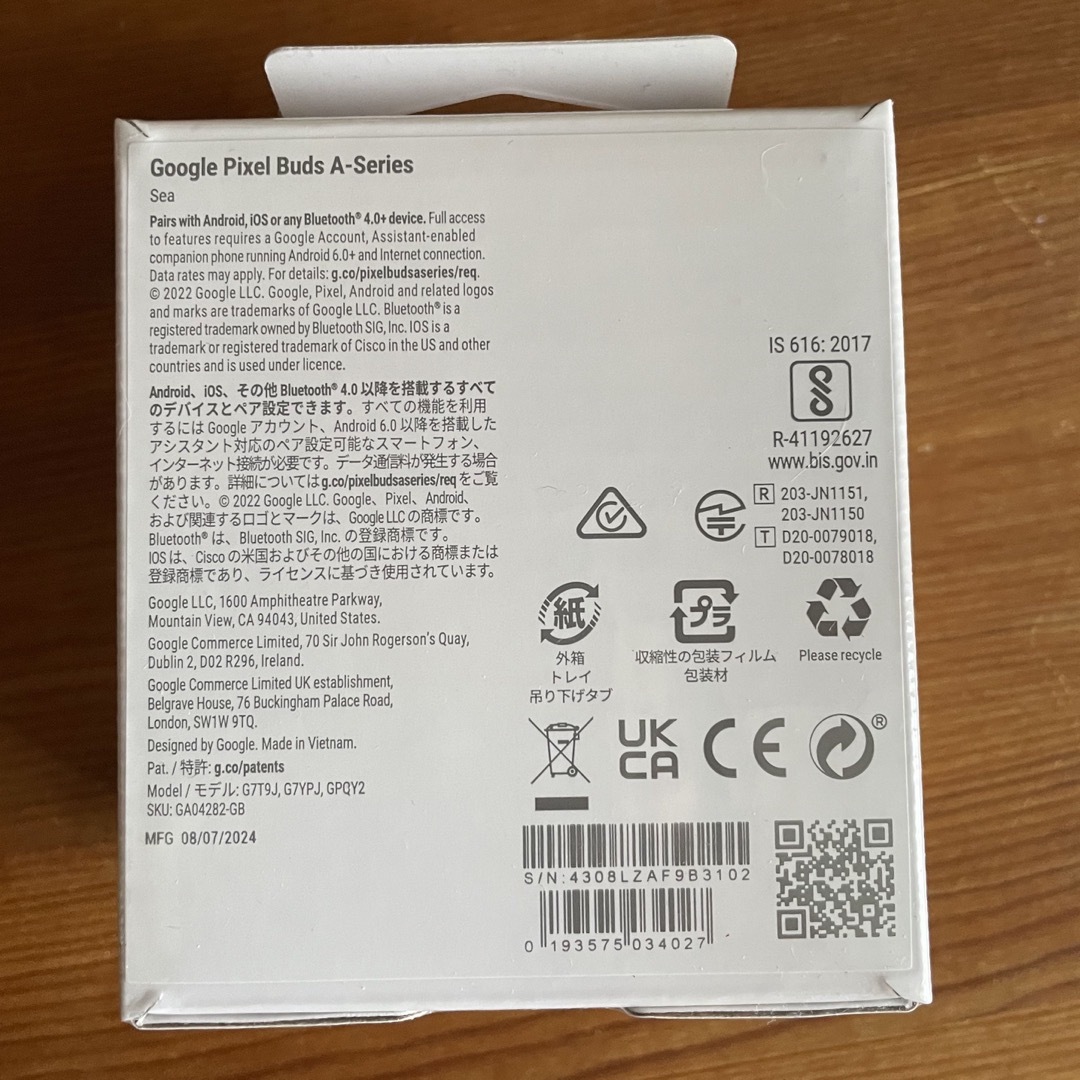 Google Pixel Buds A-Series
Sea
Pairs with Android, iOS or any Bluetooth® 4.0+ device. Full access
to features requires a Google Account, Assistant-enabled
companion phone running Android 6.0+ and Internet connection.
Data rates may apply. For details: g.co/pixelbudsaseries/req.
© 2022 Google LLC. Google, Pixel, Android and related logos
and marks are trademarks of Google LLC. Bluetooth® is a
registered trademark owned by Bluetooth SIG, Inc. IOS is a
trademark or registered trademark of Cisco in the US and other
countries and is used under licence.
Android、iOS、その他 Bluetooth® 4.0 以降を搭載するすべて
のデバイスとペア設定できます。すべての機能を利用
するには Google アカウント、Android 6.0 以降を搭載した
アシスタント対応のペア設定可能なスマートフォン、
インターネット接続が必要です。データ通信料が発生する場合
があります。詳細については g.co/pixelbudsaseries/req をご覧
ください。© 2022 Google LLC. Google、Pixel、Android、
および関連するロゴとマークは、Google LLC の商標です。
Bluetooth® は、Bluetooth SIG, Inc. の登録商標です。
IOS は、Cisco の米国およびその他の国における商標または
登録商標であり、ライセンスに基づき使用されています。
Google LLC, 1600 Amphitheatre Parkway,
Mountain View, CA 94043, United States.
Google Commerce Limited, 70 Sir John Rogerson's Quay,
Dublin 2, D02 R296, Ireland.
Google Commerce Limited UK establishment,
Belgrave House, 76 Buckingham Palace Road,
London, SW1W 9TQ.
Designed by Google. Made in Vietnam.
Pat. / 特許: g.co/patents
Model / モデル: G7T9J, G7YPJ, GPQY2
SKU: GA04282-GB
MFG 08/07/2024
IS 616: 2017
R-41192627
www.bis.gov.in
R 203-JN1151,
203-JN1150
T D20-0079018,
D20-0078018
紙
外箱
トレイ
吊り下げタブ
プラ
収縮性の包装フィルム
包装材
Please recycle
UK
CA
CE
®
S/N:4308LZAF9B3102
0 193575 034027